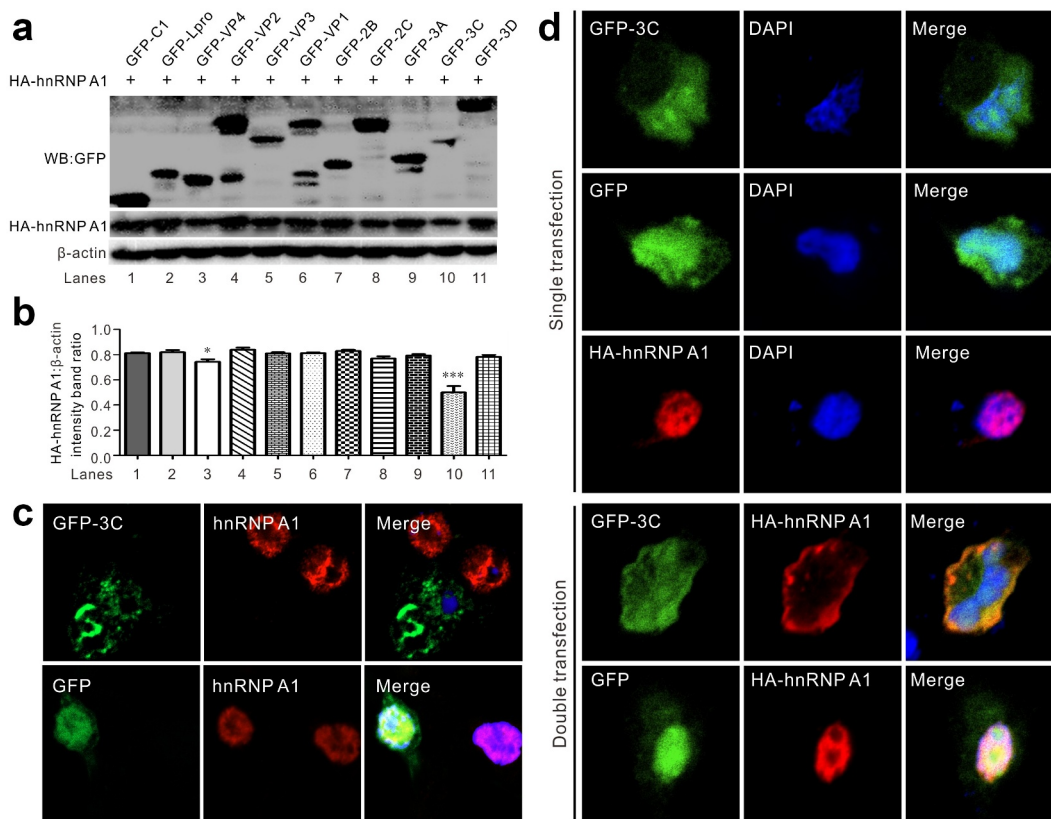 a
GFP-C1 GFP-Lpro GFP-VP4 GFP-VP2 GFP-VP3 GFP-VP1 GFP-2B GFP-2C GFP-3A GFP-3C GFP-3D
HA-hnRNP A1 + + + + + + + + + + +
WB:GFP
HA-hnRNP A1
β-actin
Lanes 1 2 3 4 5 6 7 8 9 10 11
b
HA-hnRNP A1:β-actin
intensity band ratio
1.0
0.8
0.6
0.4
0.2
0.0
*
***
Lanes 1 2 3 4 5 6 7 8 9 10 11
c
GFP-3C hnRNP A1 Merge
GFP hnRNP A1 Merge
d
Single transfection
GFP-3C DAPI Merge
GFP DAPI Merge
HA-hnRNP A1 DAPI Merge
Double transfection
GFP-3C HA-hnRNP A1 Merge
GFP HA-hnRNP A1 Merge